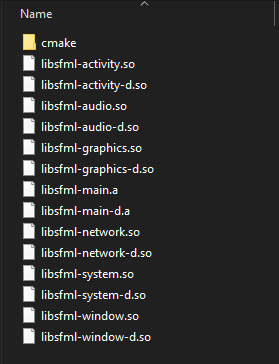 Name
cmake
libsfml-activity.so
libsfml-activity-d.so
libsfml-audio.so
libsfml-audio-d.so
libsfml-graphics.so
libsfml-graphics-d.so
libsfml-main.a
libsfml-main-d.a
libsfml-network.so
libsfml-network-d.so
libsfml-system.so
libsfml-system-d.so
libsfml-window.so
libsfml-window-d.so